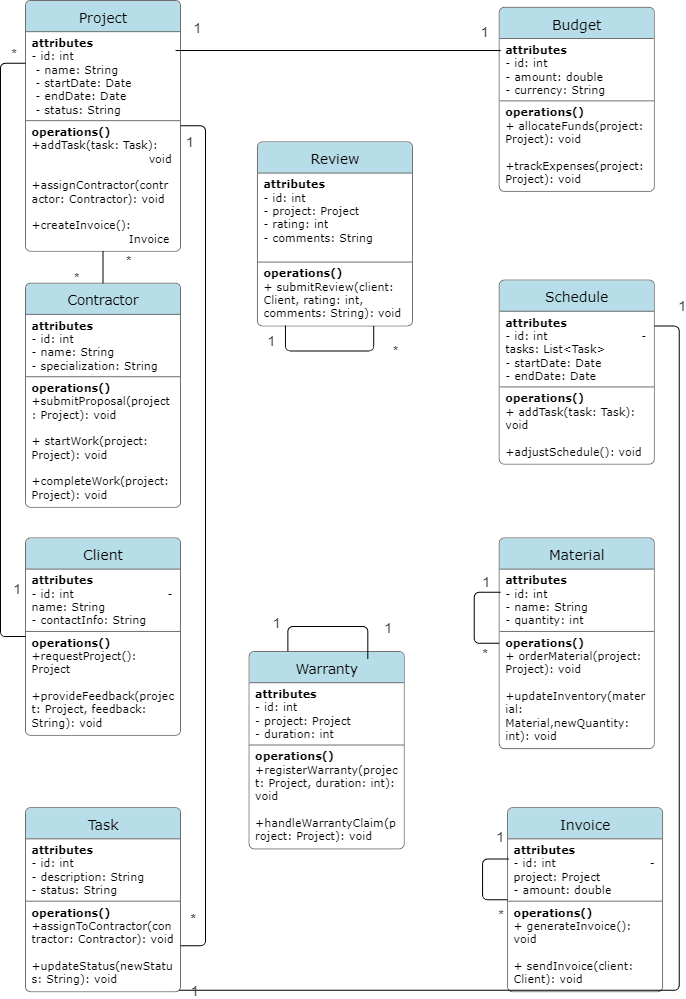 Project
attributes
- id: int
- name: String
- startDate: Date
- endDate: Date
- status: String
operations()
+addTask(task: Task):
void
+assignContractor(contr
actor: Contractor): void
+createInvoice():
Invoice
*
1
1
1
*
*
Budget
attributes
- id: int
- amount: double
- currency: String
operations()
+ allocateFunds(project:
Project): void
+trackExpenses(project:
Project): void
Review
attributes
- id: int
- project: Project
- rating: int
- comments: String
operations()
+ submitReview(client:
Client, rating: int,
comments: String): void
1
*
Contractor
attributes
- id: int
- name: String
- specialization: String
operations()
+submitProposal(project
: Project): void
+ startWork(project:
Project): void
+completeWork(project:
Project): void
Schedule
attributes
- id: int -
tasks: List<Task>
- startDate: Date
- endDate: Date
operations()
+ addTask(task: Task):
void
+adjustSchedule(): void
1
Client
attributes
- id: int -
name: String
- contactInfo: String
operations()
+requestProject():
Project
+provideFeedback(projec
t: Project, feedback:
String): void
1
Material
attributes
- id: int
- name: String
- quantity: int
operations()
+ orderMaterial(project:
Project): void
+updateInventory(mater
ial:
Material,newQuantity:
int): void
1
*
1
1
Warranty
attributes
- id: int
- project: Project
- duration: int
operations()
+registerWarranty(projec
t: Project, duration: int):
void
+handleWarrantyClaim(p
roject: Project): void
Task
attributes
- id: int
- description: String
- status: String
operations()
+assignToContractor(con
tractor: Contractor): void
+updateStatus(newStatu
s: String): void
*
1
Invoice
attributes
- id: int -
project: Project
- amount: double
operations()
+ generateInvoice():
void
+ sendInvoice(client:
Client): void
1
*